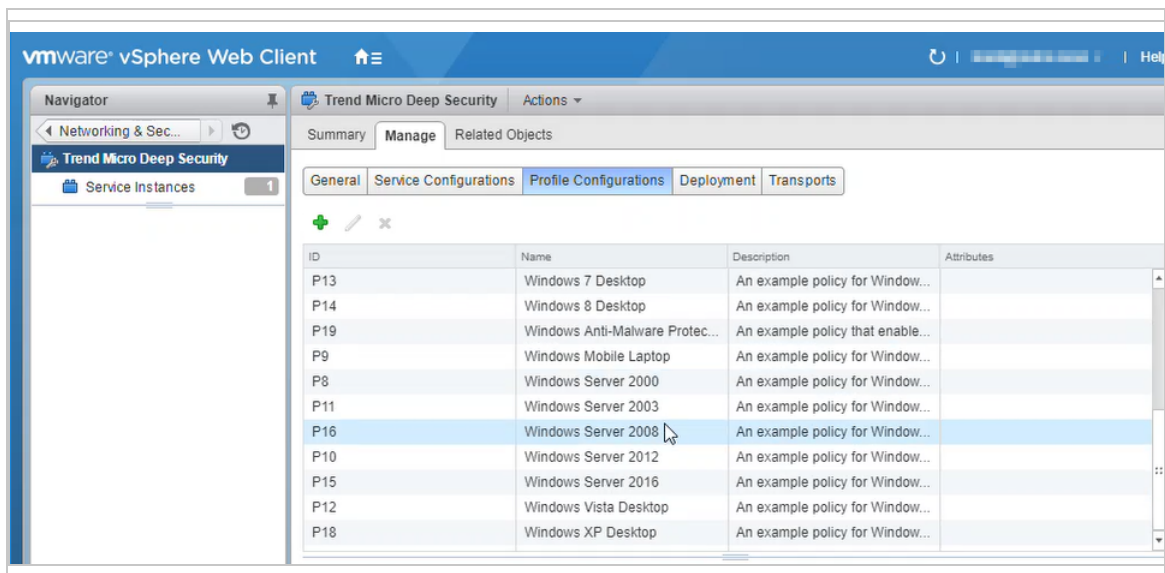 vmware® vSphere Web Client | | Help
Navigator
Networking & Sec...
Trend Micro Deep Security
Service Instances 1
Trend Micro Deep Security Actions
Summary Manage Related Objects
General Service Configurations Profile Configurations Deployment Transports
ID Name Description Attributes
P13 Windows 7 Desktop An example policy for Window...
P14 Windows 8 Desktop An example policy for Window...
P19 Windows Anti-Malware Protec... An example policy that enable...
P9 Windows Mobile Laptop An example policy for Window...
P8 Windows Server 2000 An example policy for Window...
P11 Windows Server 2003 An example policy for Window...
P16 Windows Server 2008 An example policy for Window...
P10 Windows Server 2012 An example policy for Window...
P15 Windows Server 2016 An example policy for Window...
P12 Windows Vista Desktop An example policy for Window...
P18 Windows XP Desktop An example policy for Window...